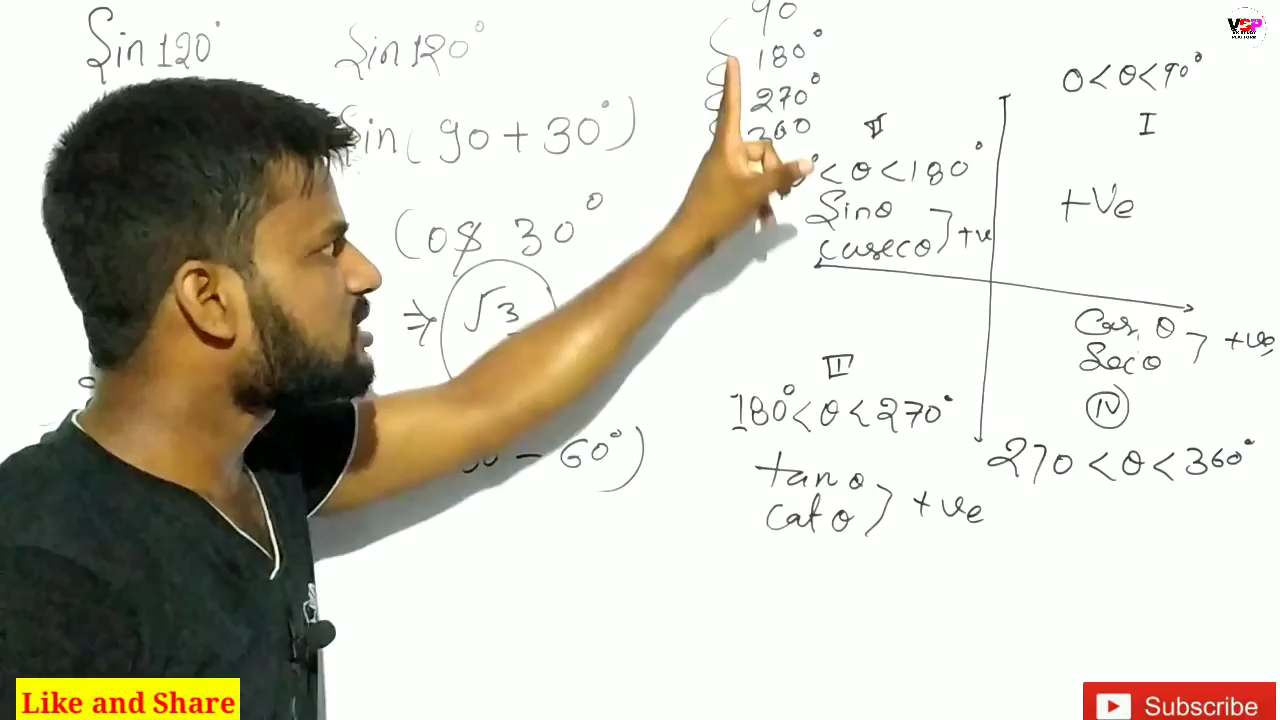 Sin 120°
Sin 120°
Sin ( 90 + 30° )
Cos 30°
⇒ √3
- 60° )
90
180°
270°
360
II
< θ < 180°
Sin θ
Cosec θ } +ve
0 < θ < 90°
I
+Ve
III
180° < θ < 270°
tan θ
Cot θ } +ve
Cos θ
Sec θ } +ve
IV
270 < θ < 360°
VSP
Like and Share
Subscribe